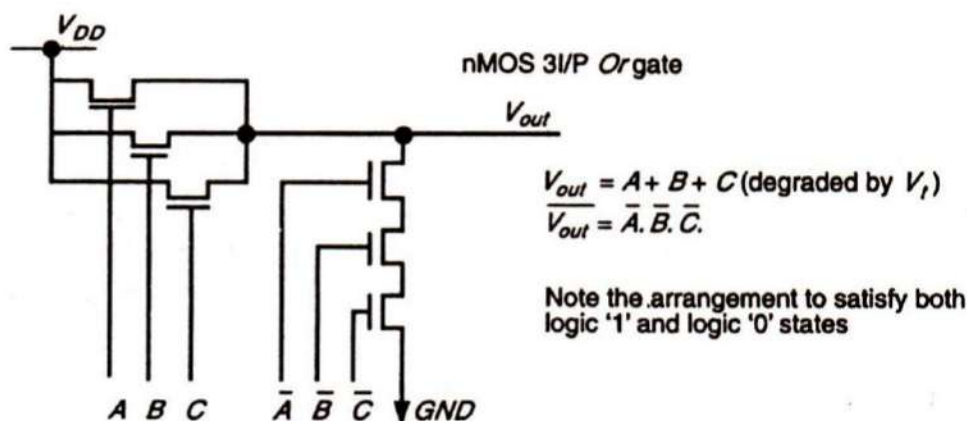 V_DD
nMOS 3I/P Or gate
V_out
V_out = A + B + C (degraded by V_t)
V̅_out = A̅. B̅. C̅.
Note the arrangement to satisfy both
logic ‘1’ and logic ‘0’ states
A B C A̅ B̅ C̅ GND